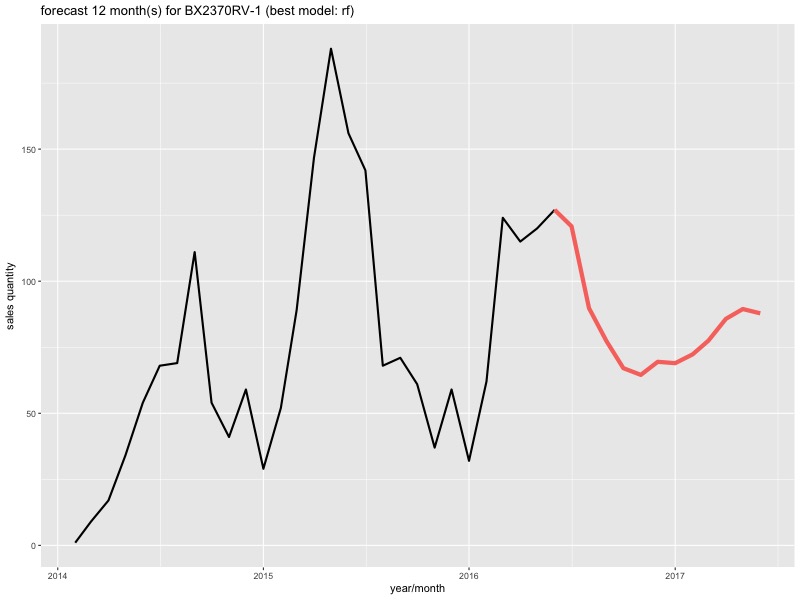 forecast 12 month(s) for BX2370RV-1 (best model: rf)
150
100
50
0
sales quantity
2014 2015 2016 2017
year/month